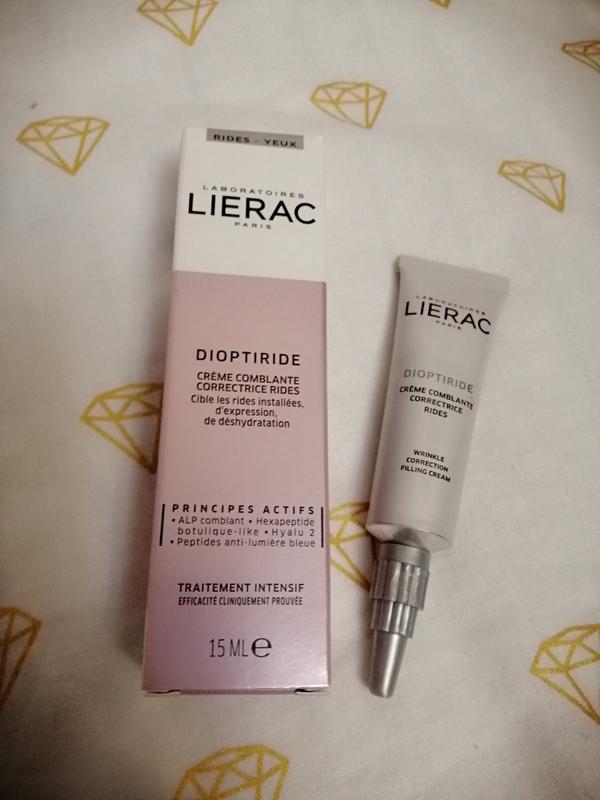 RIDES - YEUX
LABORATOIRES
LIERAC
PARIS
DIOPTIRIDE
CRÈME COMBLANTE
CORRECTRICE RIDES
Cible les rides installées,
d'expression,
de déshydratation
PRINCIPES ACTIFS
▪ ALP comblant ▪ Hexapeptide
botulique-like ▪ Hyalu 2
▪ Peptides anti-lumière bleue
TRAITEMENT INTENSIF
EFFICACITÉ CLINIQUEMENT PROUVÉE
15 ML e
LABORATOIRES
LIERAC
PARIS
DIOPTIRIDE
CRÈME COMBLANTE
CORRECTRICE
RIDES
WRINKLE
CORRECTION
FILLING CREAM